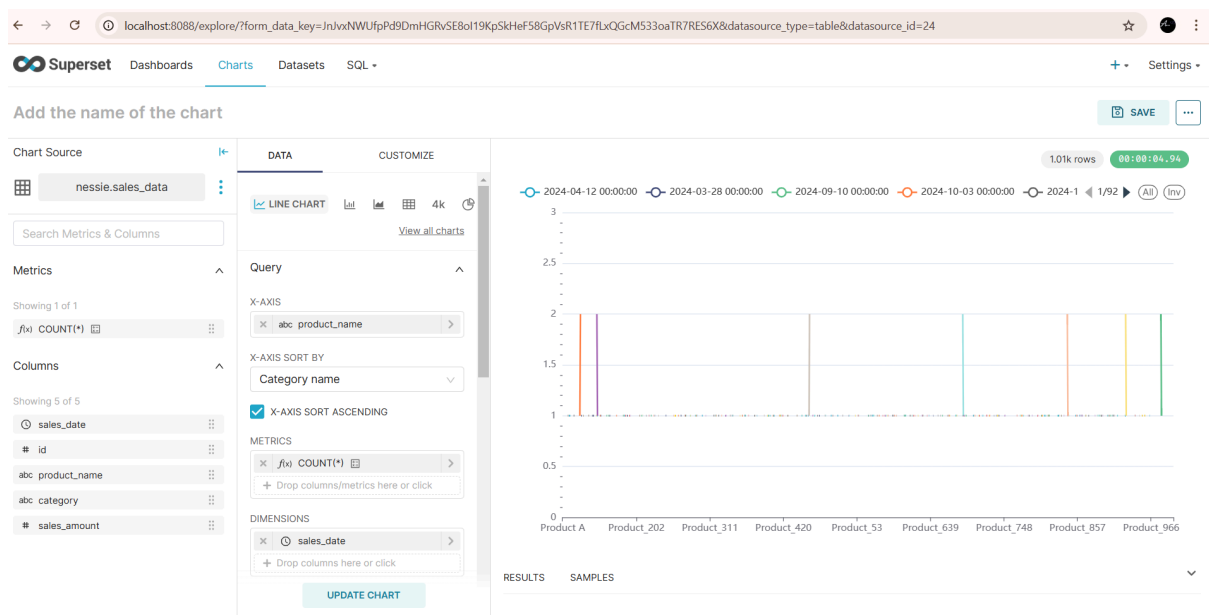 localhost:8088/explore/?form_data_key=JnJvxNWUfpPd9DmHGRvSE8oI19KpSkHeF58GpVsR1TE7fLxQGcM533oaTR7RES6X&datasource_type=table&datasource_id=24
Superset Dashboards Charts Datasets SQL Settings
Add the name of the chart
SAVE
Chart Source
nessie.sales_data
Search Metrics & Columns
Metrics
Showing 1 of 1
f(x) COUNT(*)
Columns
Showing 5 of 5
sales_date
# id
abc product_name
abc category
# sales_amount
DATA CUSTOMIZE
LINE CHART 4k
View all charts
Query
X-AXIS
abc product_name
X-AXIS SORT BY
Category name
X-AXIS SORT ASCENDING
METRICS
f(x) COUNT(*)
+ Drop columns/metrics here or click
DIMENSIONS
sales_date
+ Drop columns here or click
UPDATE CHART
1.01k rows 00:00:04.94
2024-04-12 00:00:00 2024-03-28 00:00:00 2024-09-10 00:00:00 2024-10-03 00:00:00 2024-1 1/92 All Inv
3
2.5
2
1.5
1
0.5
0
Product A Product_202 Product_311 Product_420 Product_53 Product_639 Product_748 Product_857 Product_966
RESULTS SAMPLES